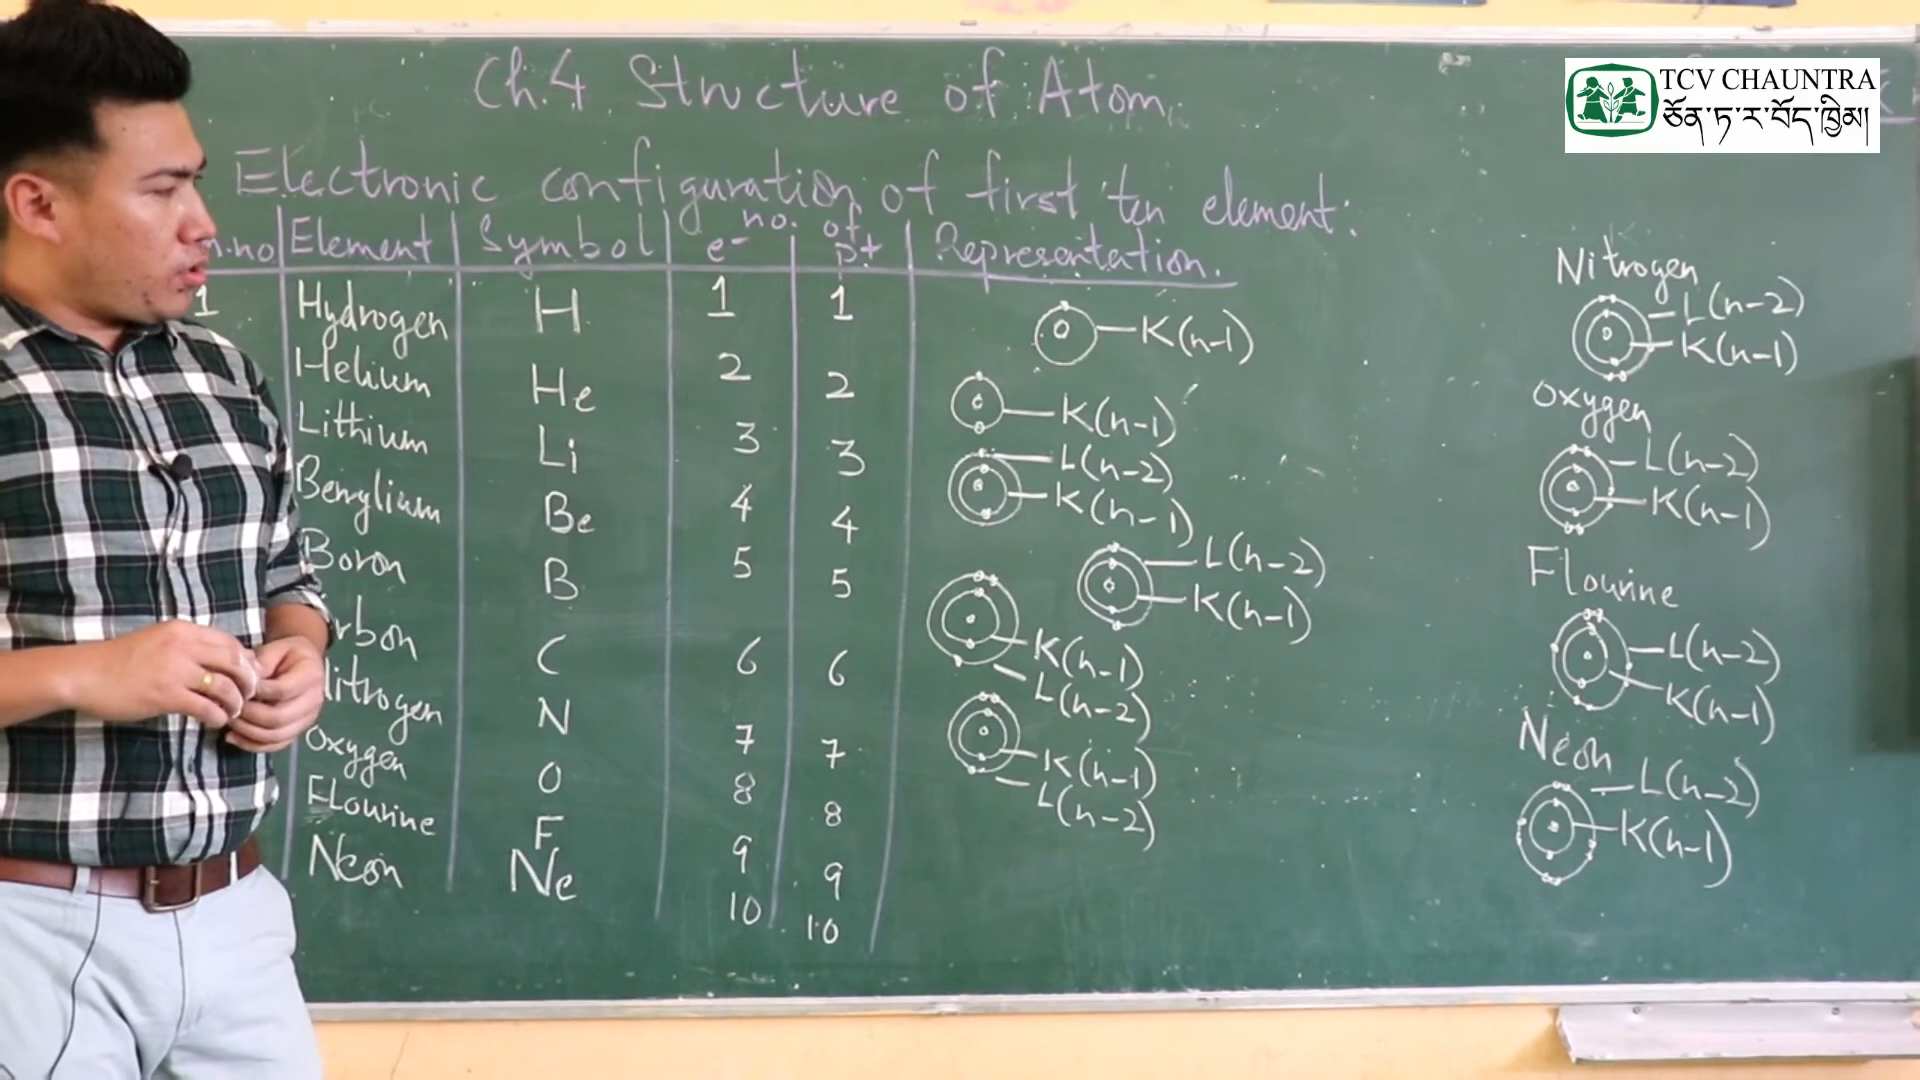 Ch.4 Structure of Atom
TCV CHAUNTRA
ཅོན་ཏ་ར་བོད་ཁྱིམ།
Electronic configuration of first ten element:
n.no Element Symbol no. of e- p+ Representation.
1 Hydrogen H 1 1 K(n-1)
Helium He 2 2 K(n-1)
Lithium Li 3 3 L(n-2) K(n-1)
Berrylium Be 4 4 L(n-2) K(n-1)
Boron B 5 5 K(n-1) L(n-2)
rbon C 6 6 K(n-1) L(n-2)
itrogen N 7 7
Oxygen O 8 8
Flourine F 9 9
Neon Ne 10 10
Nitrogen
L(n-2)
K(n-1)
Oxygen
L(n-2)
K(n-1)
Flourine
L(n-2)
K(n-1)
Neon
L(n-2)
K(n-1)